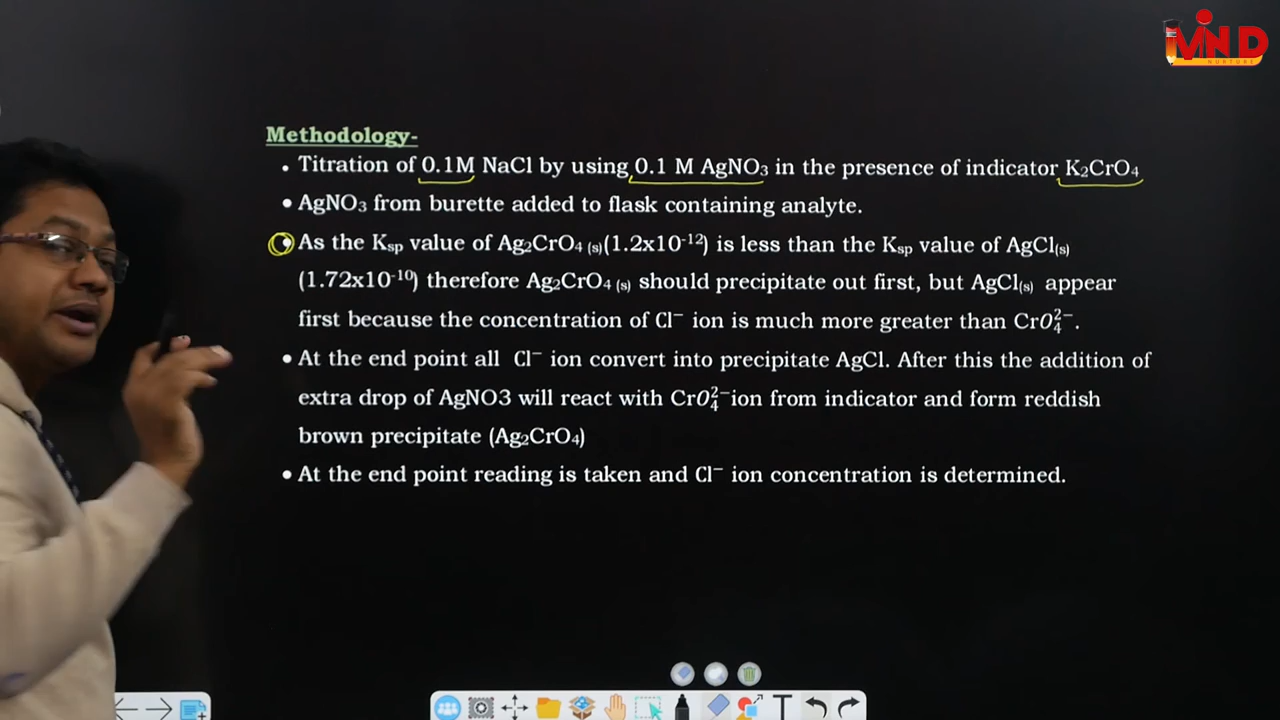 MIND
NURTURE
Methodology-
• Titration of 0.1M NaCl by using 0.1 M AgNO₃ in the presence of indicator K₂CrO₄
• AgNO₃ from burette added to flask containing analyte.
• As the Kₛₚ value of Ag₂CrO₄ ₍ₛ₎(1.2x10⁻¹²) is less than the Kₛₚ value of AgCl₍ₛ₎
(1.72x10⁻¹⁰) therefore Ag₂CrO₄ ₍ₛ₎ should precipitate out first, but AgCl₍ₛ₎ appear
first because the concentration of Cl⁻ ion is much more greater than CrO₄²⁻.
• At the end point all Cl⁻ ion convert into precipitate AgCl. After this the addition of
extra drop of AgNO3 will react with CrO₄²⁻ion from indicator and form reddish
brown precipitate (Ag₂CrO₄)
• At the end point reading is taken and Cl⁻ ion concentration is determined.
T